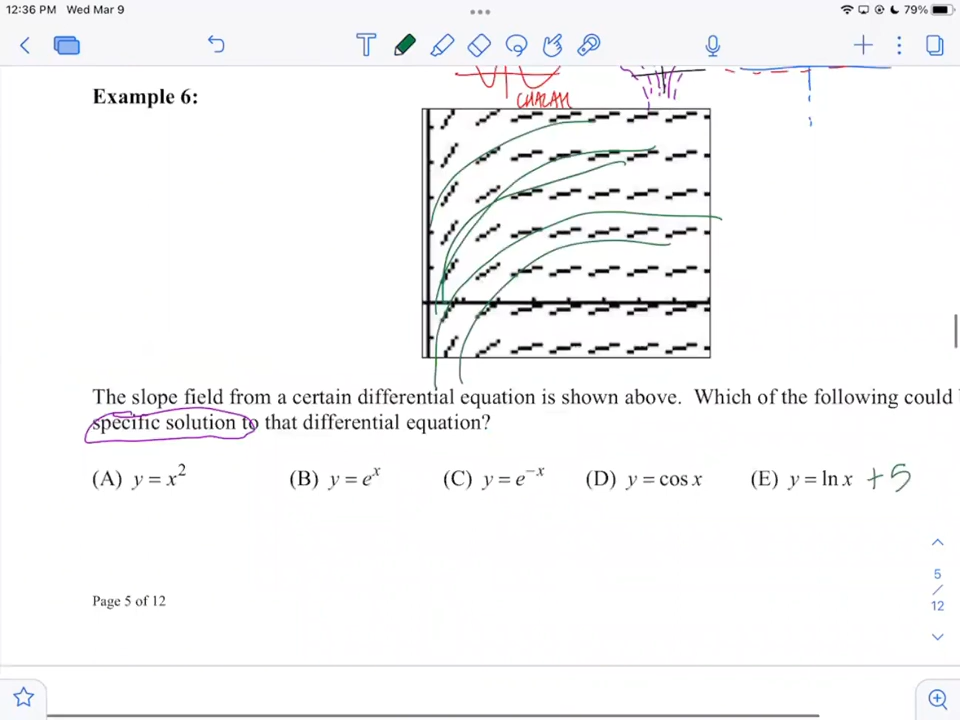 12:36 PM Wed Mar 9
79%
T
CHALAH
Example 6:
The slope field from a certain differential equation is shown above. Which of the following could
specific solution to that differential equation?
(A) y = x² (B) y = eˣ (C) y = e⁻ˣ (D) y = cos x (E) y = ln x + 5
5
/
12
Page 5 of 12